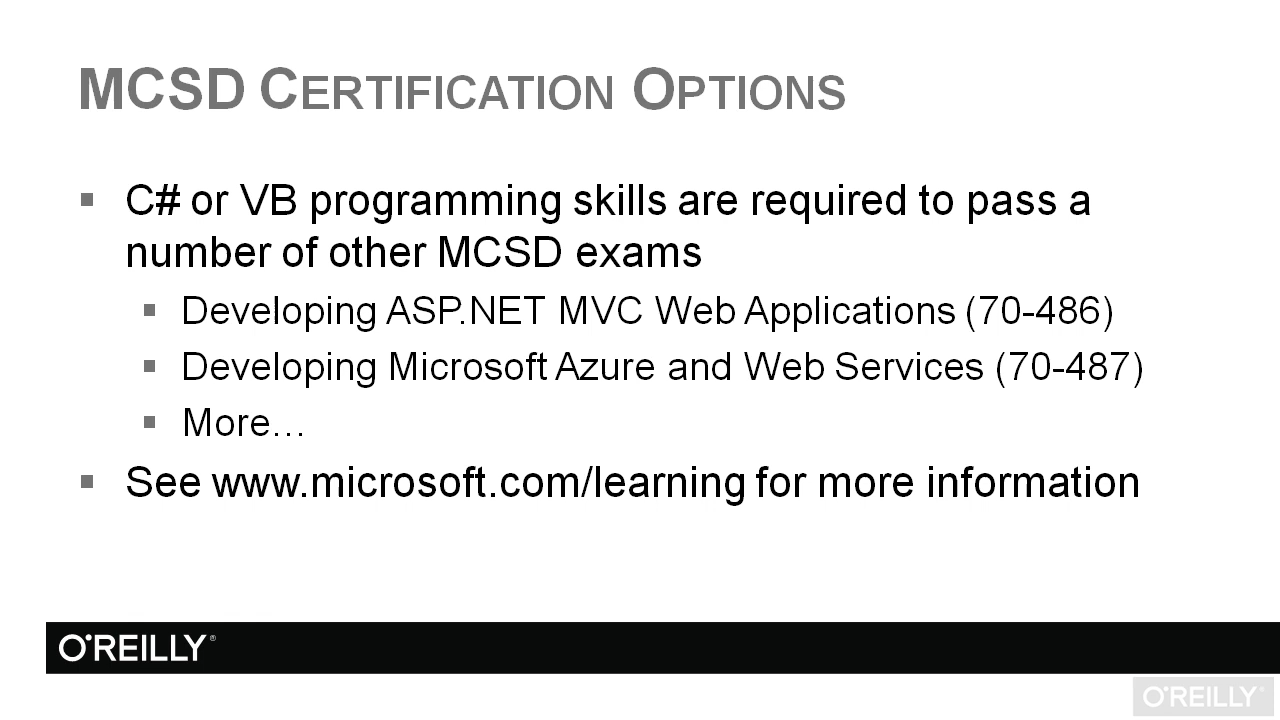 MCSD CERTIFICATION OPTIONS
▪ C# or VB programming skills are required to pass a
number of other MCSD exams
▪ Developing ASP.NET MVC Web Applications (70-486)
▪ Developing Microsoft Azure and Web Services (70-487)
▪ More…
▪ See www.microsoft.com/learning for more information
O'REILLY®
O'REILLY®